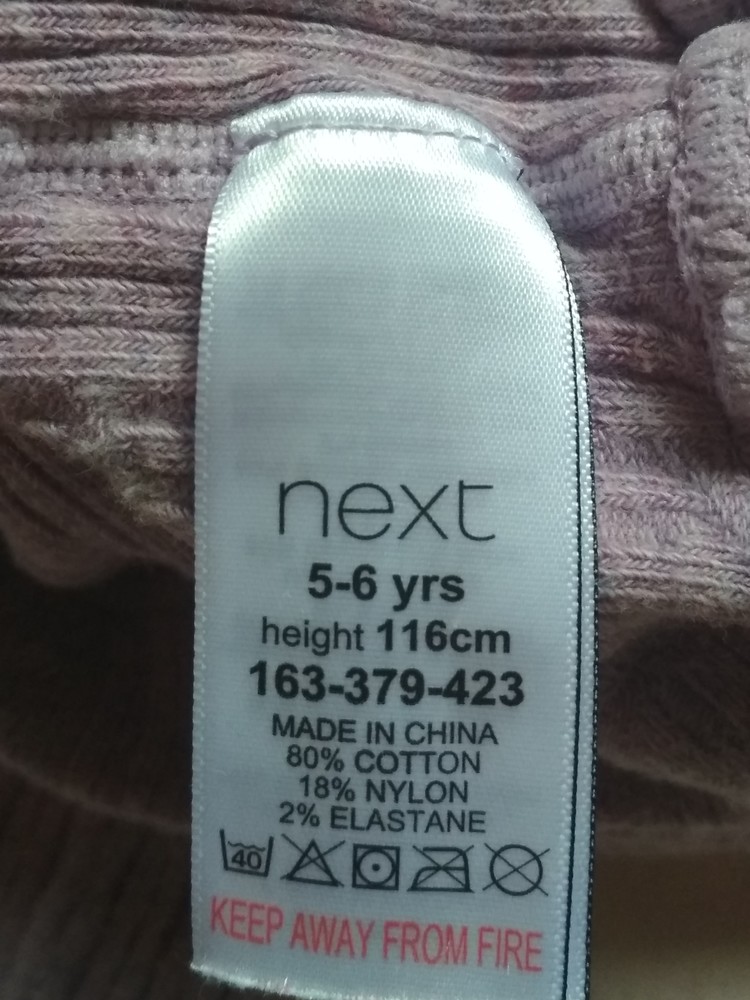 next
5-6 yrs
height 116cm
163-379-423
MADE IN CHINA
80% COTTON
18% NYLON
2% ELASTANE
40
KEEP AWAY FROM FIRE